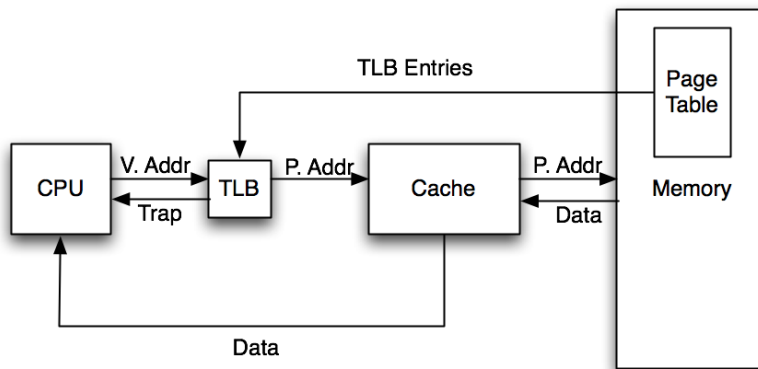 TLB Entries
Page
Table
V. Addr
P. Addr
P. Addr
CPU
TLB
Cache
Memory
Trap
Data
Data